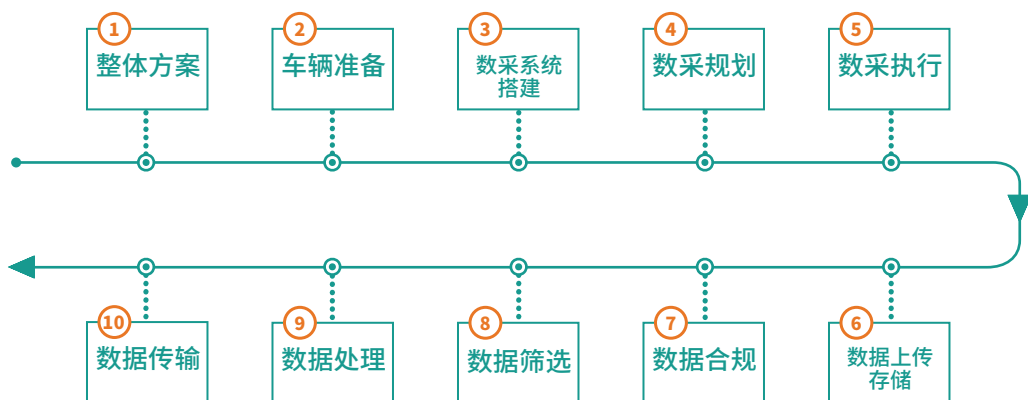 1
整体方案
2
车辆准备
3
数采系统
搭建
4
数采规划
5
数采执行
6
数据上传
存储
7
数据合规
8
数据筛选
9
数据处理
10
数据传输